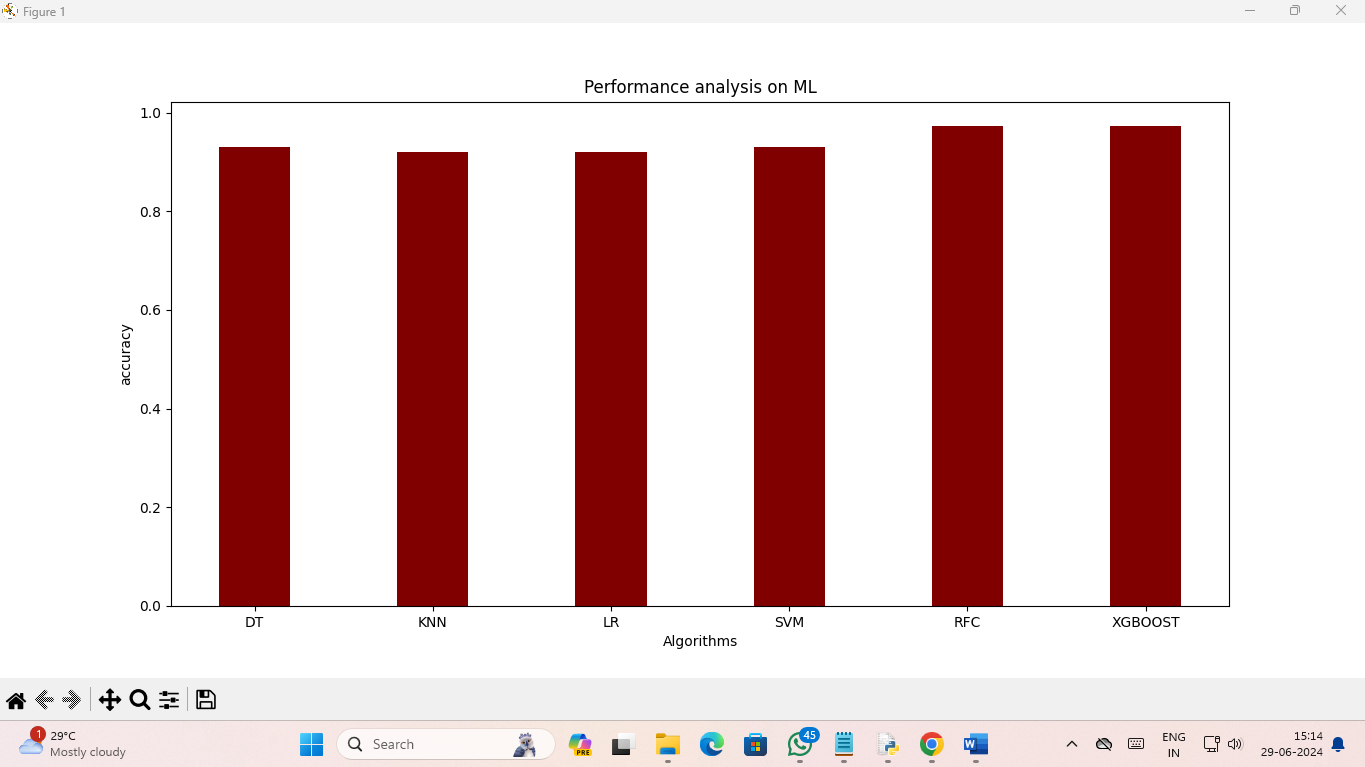 Figure 1
Performance analysis on ML
1.0
0.8
0.6
0.4
0.2
0.0
accuracy
DT KNN LR SVM RFC XGBOOST
Algorithms
1
29°C
Mostly cloudy
Search
PRE
45
ENG
IN
15:14
29-06-2024